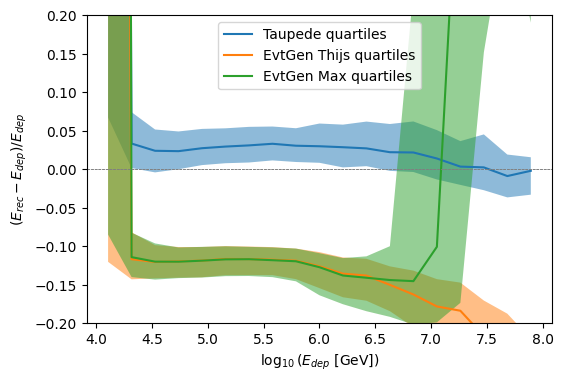 0.20
0.15
0.10
0.05
0.00
−0.05
−0.10
−0.15
−0.20
(E_rec − E_dep)/E_dep
Taupede quartiles
EvtGen Thijs quartiles
EvtGen Max quartiles
4.0 4.5 5.0 5.5 6.0 6.5 7.0 7.5 8.0
log10 (E_dep [GeV])